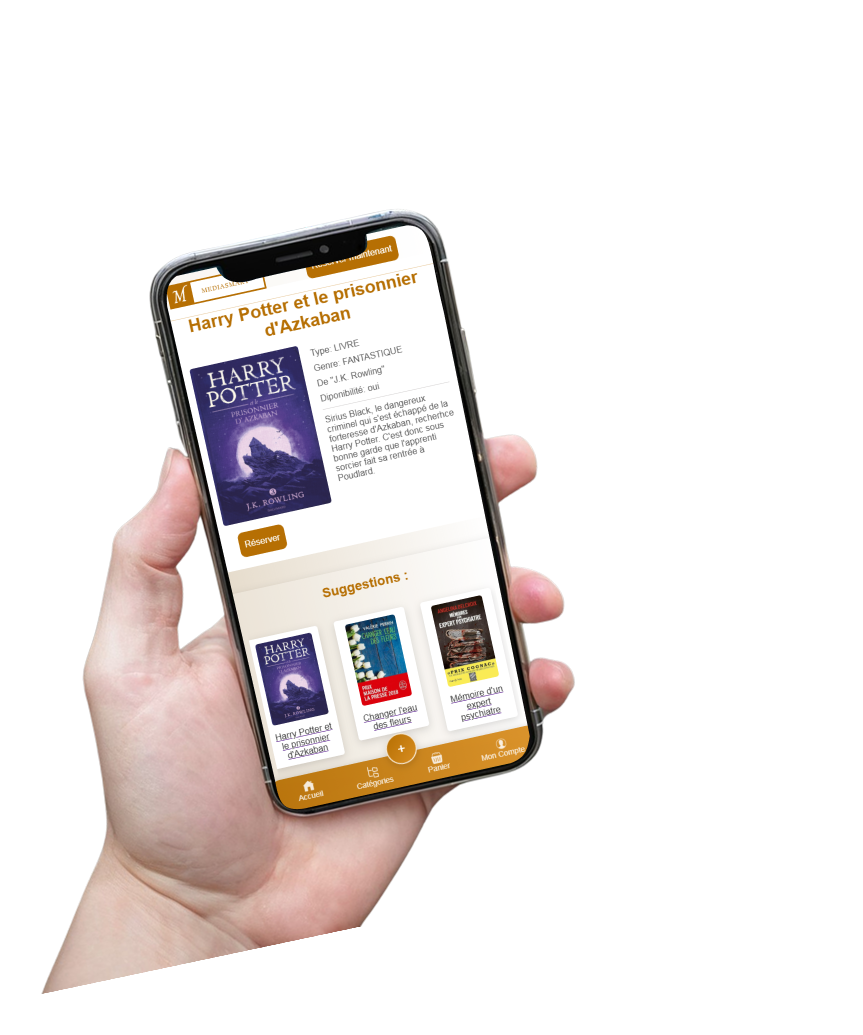 Réserver maintenant
M
Harry Potter et le prisonnier
d'Azkaban
HARRY
POTTER
et le
PRISONNIER
D'AZKABAN
J.K. ROWLING
Type: LIVRE
Genre: FANTASTIQUE
De "J.K. Rowling"
Diponibilité: oui
Sirius Black, le dangereux
criminel qui s'est échappé de la
forteresse d'Azkaban, recherhce
Harry Potter. C'est donc sous
bonne garde que l'apprenti
sorcier fait sa rentrée à
Poudlard.
Réserver
Suggestions :
HARRY
POTTER
J.K. ROWLING
Harry Potter et
le prisonnier
d'Azkaban
VALÉRIE PERRIN
CHANGER L'EAU
DES FLEURS
PRIX
MAISON DE
LA PRESSE 2018
Changer l'eau
des fleurs
MÉMOIRES
EXPERT PSYCHIATRE
PRIX COGNAC
Mémoire d'un
expert
psychiatre
+
Accueil
Catégories
Panier
Mon Compte